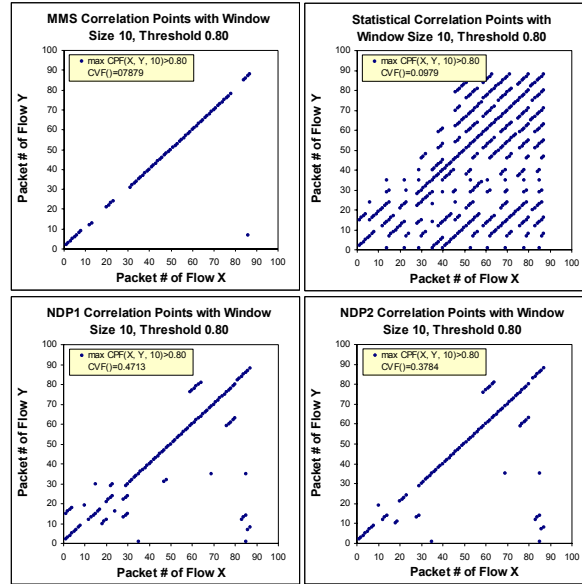 MMS Correlation Points with Window
Size 10, Threshold 0.80
max CPF(X, Y, 10)>0.80
CVF()=07879
100
90
80
70
60
50
40
30
20
10
0
0 10 20 30 40 50 60 70 80 90 100
Packet # of Flow Y
Packet # of Flow X
Statistical Correlation Points with
Window Size 10, Threshold 0.80
max CPF(X, Y, 10)>0.80
CVF()=0.0979
100
90
80
70
60
50
40
30
20
10
0
0 10 20 30 40 50 60 70 80 90 100
Packet # of Flow Y
Packet # of Flow X
NDP1 Correlation Points with Window
Size 10, Threshold 0.80
max CPF(X, Y, 10)>0.80
CVF()=0.4713
100
90
80
70
60
50
40
30
20
10
0
0 10 20 30 40 50 60 70 80 90 100
Packet # of Flow Y
Packet # of Flow X
NDP2 Correlation Points with Window
Size 10, Threshold 0.80
max CPF(X, Y, 10)>0.80
CVF()=0.3784
100
90
80
70
60
50
40
30
20
10
0
0 10 20 30 40 50 60 70 80 90 100
Packet # of Flow Y
Packet # of Flow X